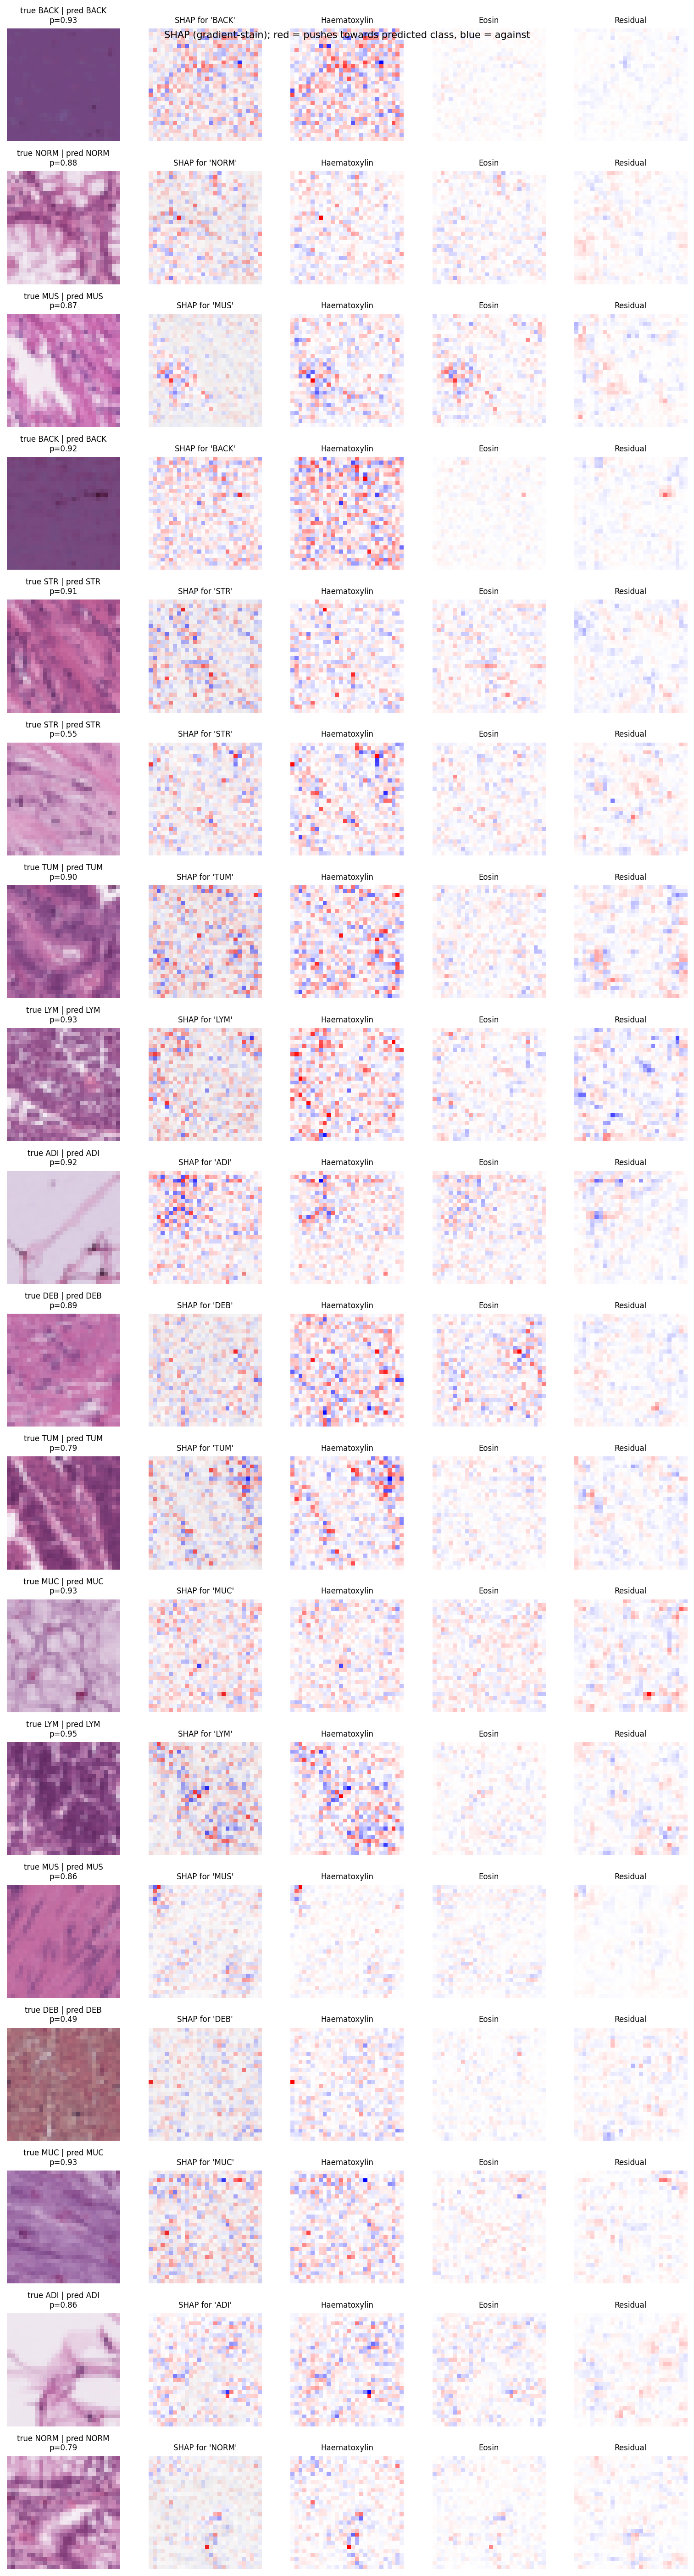 true BACK | pred BACK
p=0.93
SHAP for 'BACK' Haematoxylin Eosin Residual
SHAP (gradient-stain); red = pushes towards predicted class, blue = against
true NORM | pred NORM
p=0.88
SHAP for 'NORM' Haematoxylin Eosin Residual
true MUS | pred MUS
p=0.87
SHAP for 'MUS' Haematoxylin Eosin Residual
true BACK | pred BACK
p=0.92
SHAP for 'BACK' Haematoxylin Eosin Residual
true STR | pred STR
p=0.91
SHAP for 'STR' Haematoxylin Eosin Residual
true STR | pred STR
p=0.55
SHAP for 'STR' Haematoxylin Eosin Residual
true TUM | pred TUM
p=0.90
SHAP for 'TUM' Haematoxylin Eosin Residual
true LYM | pred LYM
p=0.93
SHAP for 'LYM' Haematoxylin Eosin Residual
true ADI | pred ADI
p=0.92
SHAP for 'ADI' Haematoxylin Eosin Residual
true DEB | pred DEB
p=0.89
SHAP for 'DEB' Haematoxylin Eosin Residual
true TUM | pred TUM
p=0.79
SHAP for 'TUM' Haematoxylin Eosin Residual
true MUC | pred MUC
p=0.93
SHAP for 'MUC' Haematoxylin Eosin Residual
true LYM | pred LYM
p=0.95
SHAP for 'LYM' Haematoxylin Eosin Residual
true MUS | pred MUS
p=0.86
SHAP for 'MUS' Haematoxylin Eosin Residual
true DEB | pred DEB
p=0.49
SHAP for 'DEB' Haematoxylin Eosin Residual
true MUC | pred MUC
p=0.93
SHAP for 'MUC' Haematoxylin Eosin Residual
true ADI | pred ADI
p=0.86
SHAP for 'ADI' Haematoxylin Eosin Residual
true NORM | pred NORM
p=0.79
SHAP for 'NORM' Haematoxylin Eosin Residual